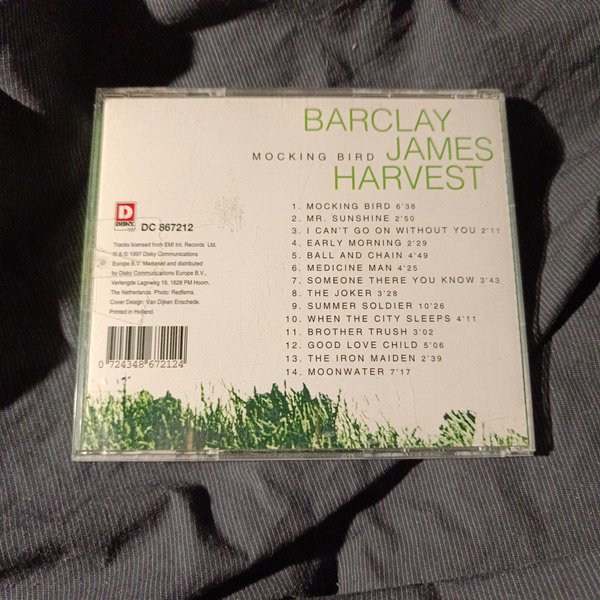 BARCLAY
MOCKING BIRD JAMES
HARVEST
DISKY
DC 867212
Tracks licensed from EMI Int. Records Ltd.
℗ & © 1997 Disky Communications
Europe B.V. Marketed and distributed
by Disky Communications Europe B.V.,
Verlengde Lageweg 19, 1628 PM Hoorn,
The Netherlands. Photo: Redferns.
Cover Design: Van Dijken Enschede.
Printed in Holland.
0 724348 672124
1. MOCKING BIRD 6'38
2. MR. SUNSHINE 2'50
3. I CAN'T GO ON WITHOUT YOU 2'11
4. EARLY MORNING 2'29
5. BALL AND CHAIN 4'49
6. MEDICINE MAN 4'25
7. SOMEONE THERE YOU KNOW 3'43
8. THE JOKER 3'28
9. SUMMER SOLDIER 10'26
10. WHEN THE CITY SLEEPS 4'11
11. BROTHER TRUSH 3'02
12. GOOD LOVE CHILD 5'06
13. THE IRON MAIDEN 2'39
14. MOONWATER 7'17